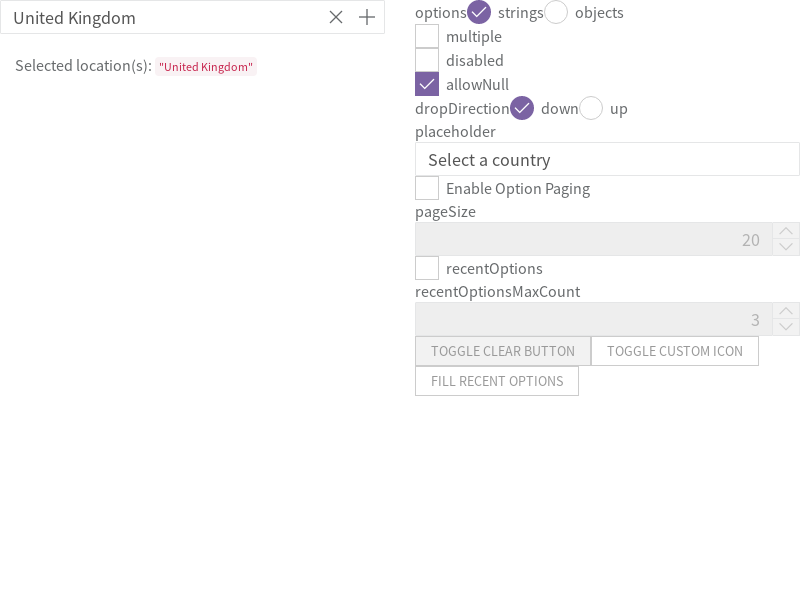 United Kingdom
Selected location(s): "United Kingdom"
options strings objects
multiple
disabled
allowNull
dropDirection down up
placeholder
Select a country
Enable Option Paging
pageSize
20
recentOptions
recentOptionsMaxCount
3
TOGGLE CLEAR BUTTON TOGGLE CUSTOM ICON
FILL RECENT OPTIONS